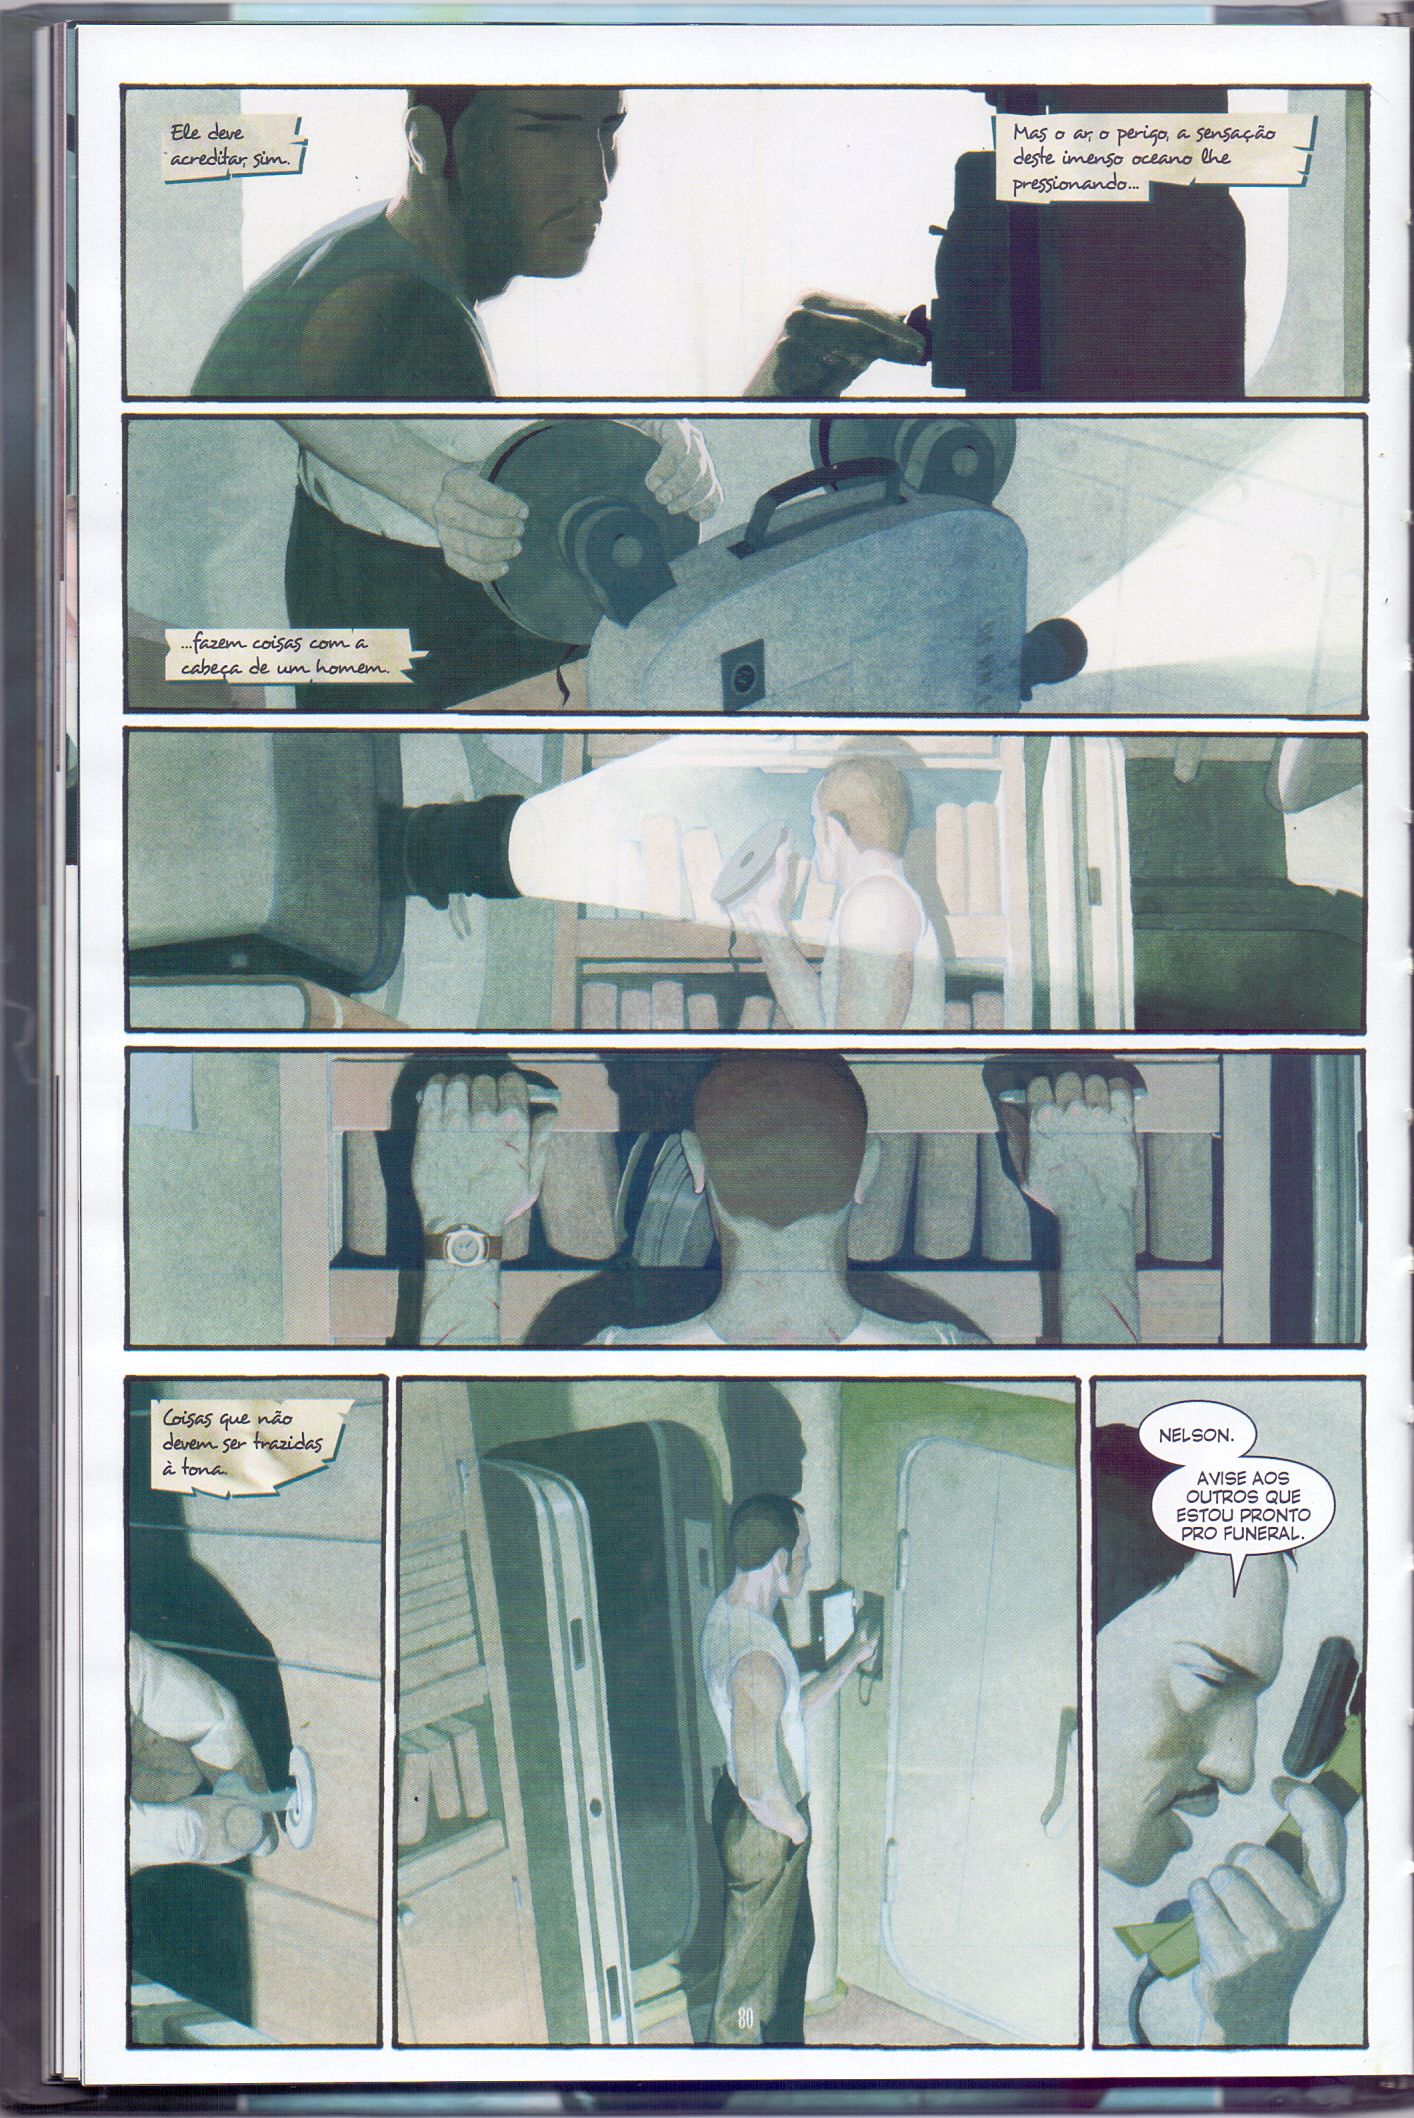 Ele deve
acreditar, sim.
Mas o ar, o perigo, a sensação
deste imenso oceano lhe
pressionando...
...fazem coisas com a
cabeça de um homem.
Coisas que não
devem ser trazidas
à tona.
NELSON.
AVISE AOS
OUTROS QUE
ESTOU PRONTO
PRO FUNERAL.
80